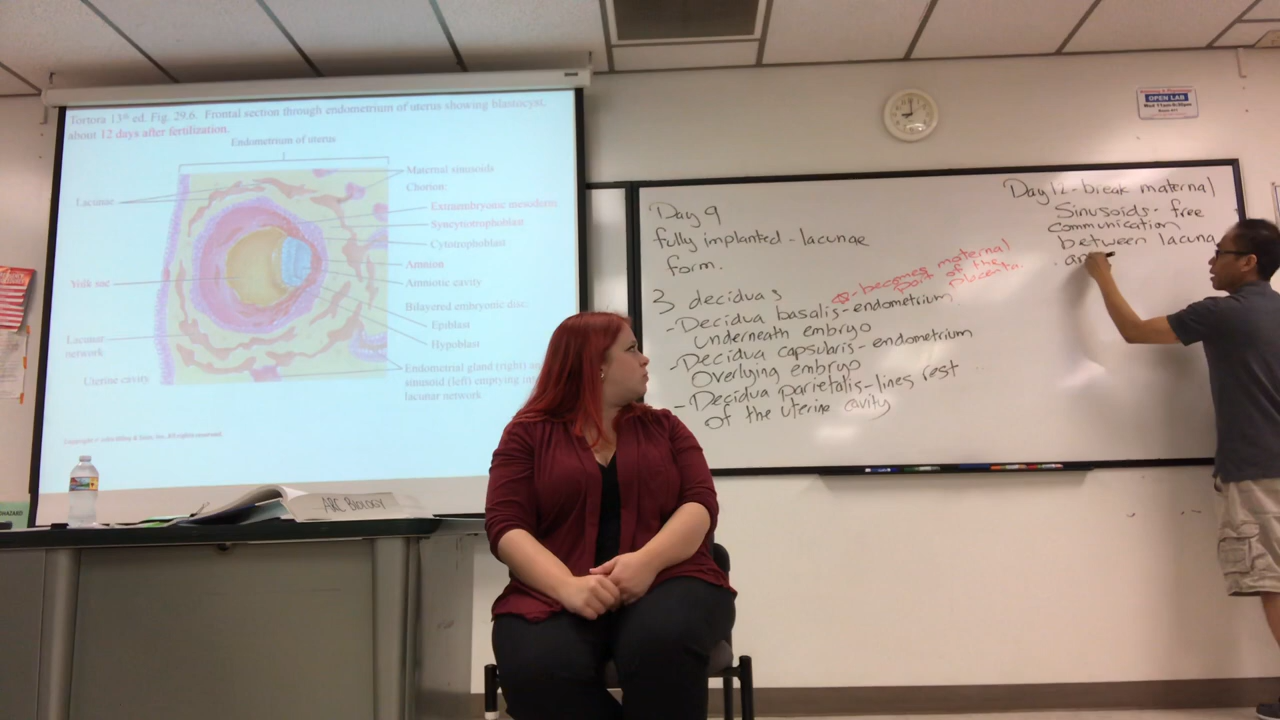 Tortora 13th ed. Fig. 29.6. Frontal section through endometrium of uterus showing blastocyst,
about 12 days after fertilization.
Endometrium of uterus
Lacunae
Yolk sac
Lacunar
network
Uterine cavity
Maternal sinusoids
Chorion:
Extraembryonic mesoderm
Syncytiotrophoblast
Cytotrophoblast
Amnion
Amniotic cavity
Bilayered embryonic disc:
Epiblast
Hypoblast
Endometrial gland (right) an
sinusoid (left) emptying in
lacunar network
ARC BIOLOGY
Day 9
fully implanted - lacunae
form.
3 deciduas
- Decidua basalis - endometrium
underneath embryo
- becomes maternal
part of the
placenta.
- Decidua capsularis - endometrium
Overlying embryo
- Decidua parietalis - lines rest
of the uterine cavity
Day 12 - break maternal
Sinusoids - free
communication
between lacuna
an
OPEN LAB